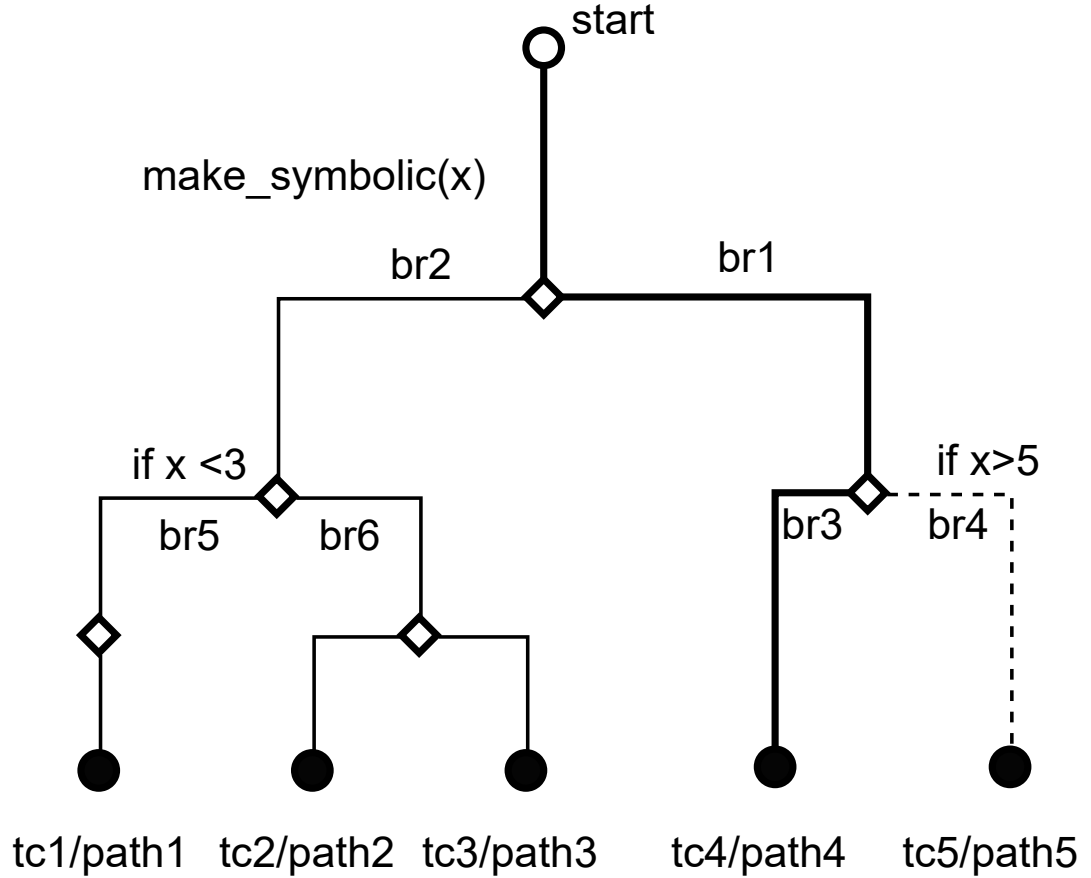 start
make_symbolic(x)
br2
br1
if x <3
if x>5
br5
br6
br3
br4
tc1/path1
tc2/path2
tc3/path3
tc4/path4
tc5/path5